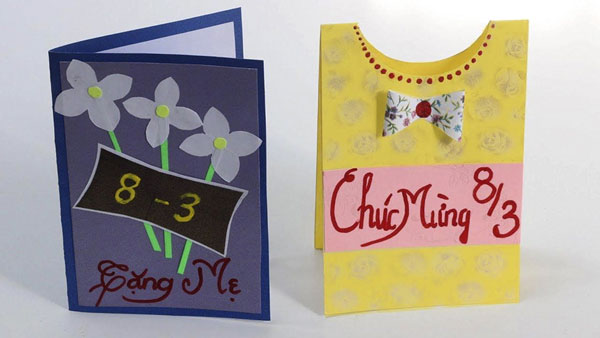 8 - 3
Tặng Mẹ
Chúc Mừng 8/3